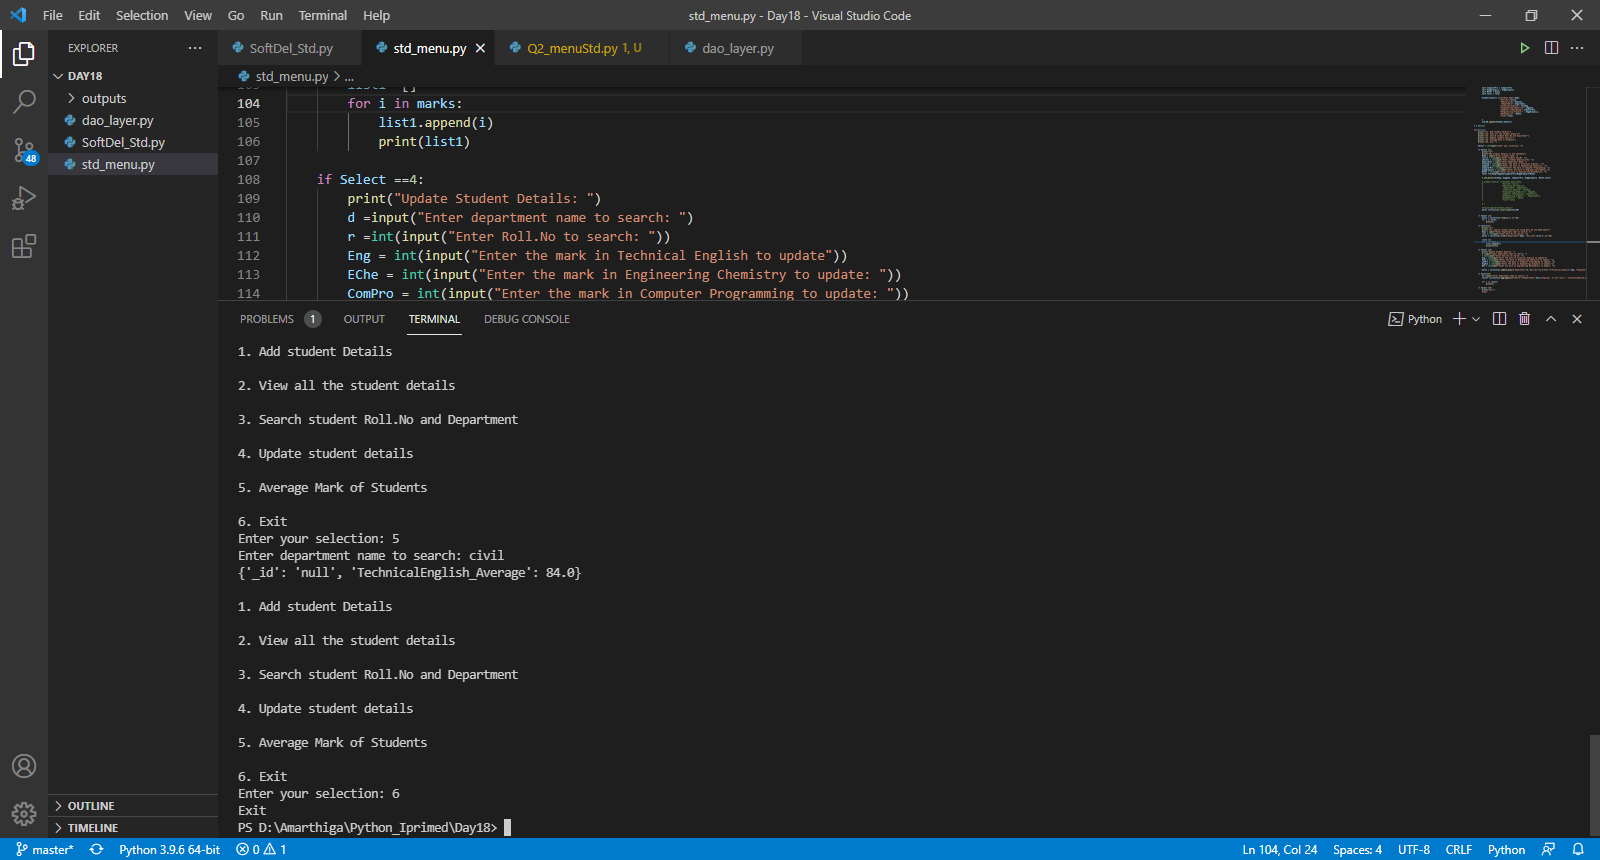 File Edit Selection View Go Run Terminal Help
std_menu.py - Day18 - Visual Studio Code
EXPLORER
SoftDel_Std.py
std_menu.py
Q2_menuStd.py 1, U
dao_layer.py
DAY18
outputs
dao_layer.py
SoftDel_Std.py
std_menu.py
OUTLINE
TIMELINE
48
std_menu.py > ...
104 for i in marks:
105 list1.append(i)
106 print(list1)
107
108 if Select ==4:
109 print("Update Student Details: ")
110 d =input("Enter department name to search: ")
111 r =int(input("Enter Roll.No to search: "))
112 Eng = int(input("Enter the mark in Technical English to update"))
113 EChe = int(input("Enter the mark in Engineering Chemistry to update: "))
114 ComPro = int(input("Enter the mark in Computer Programming to update: "))
PROBLEMS 1 OUTPUT TERMINAL DEBUG CONSOLE
Python
1. Add student Details
2. View all the student details
3. Search student Roll.No and Department
4. Update student details
5. Average Mark of Students
6. Exit
Enter your selection: 5
Enter department name to search: civil
{'_id': 'null', 'TechnicalEnglish_Average': 84.0}
1. Add student Details
2. View all the student details
3. Search student Roll.No and Department
4. Update student details
5. Average Mark of Students
6. Exit
Enter your selection: 6
Exit
PS D:\Amarthiga\Python_Iprimed\Day18>
master* Python 3.9.6 64-bit 0 1
Ln 104, Col 24 Spaces: 4 UTF-8 CRLF Python